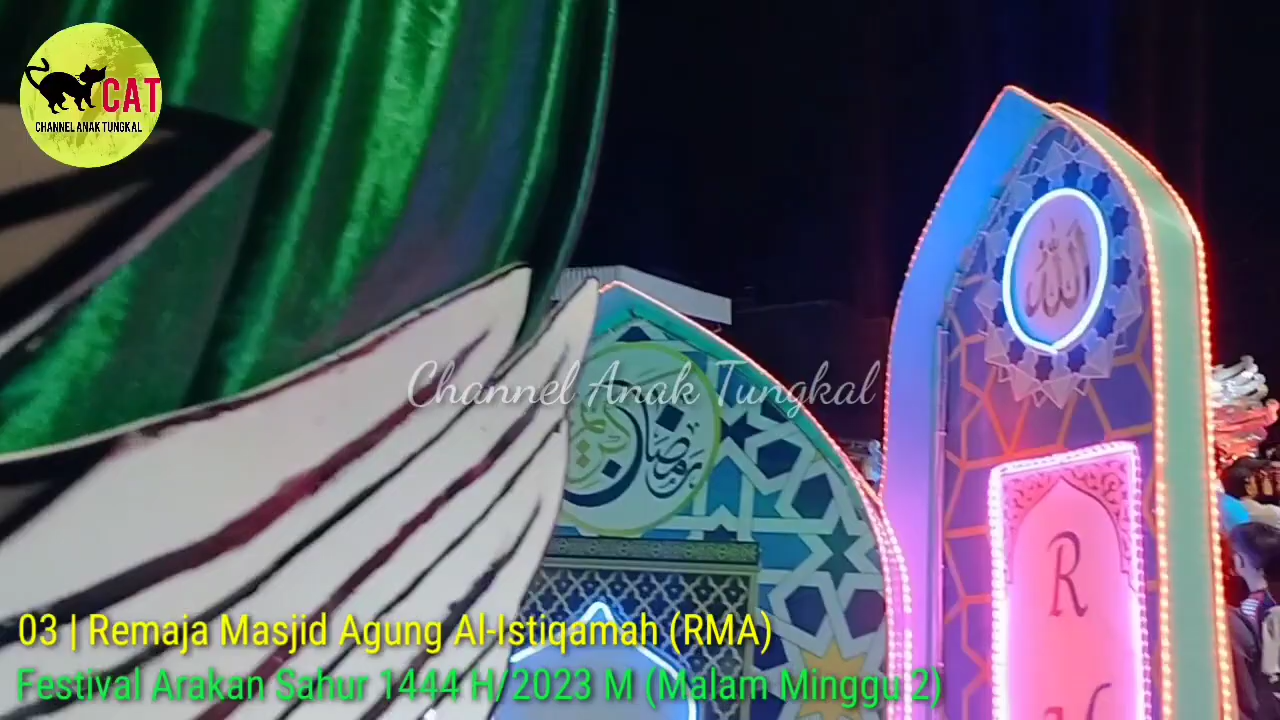 CAT
CHANNEL ANAK TUNGKAL
الله
Channel Anak Tungkal
رمضان كريم
R
03 | Remaja Masjid Agung Al-Istiqamah (RMA)
Festival Arakan Sahur 1444 H/2023 M (Malam Minggu 2)